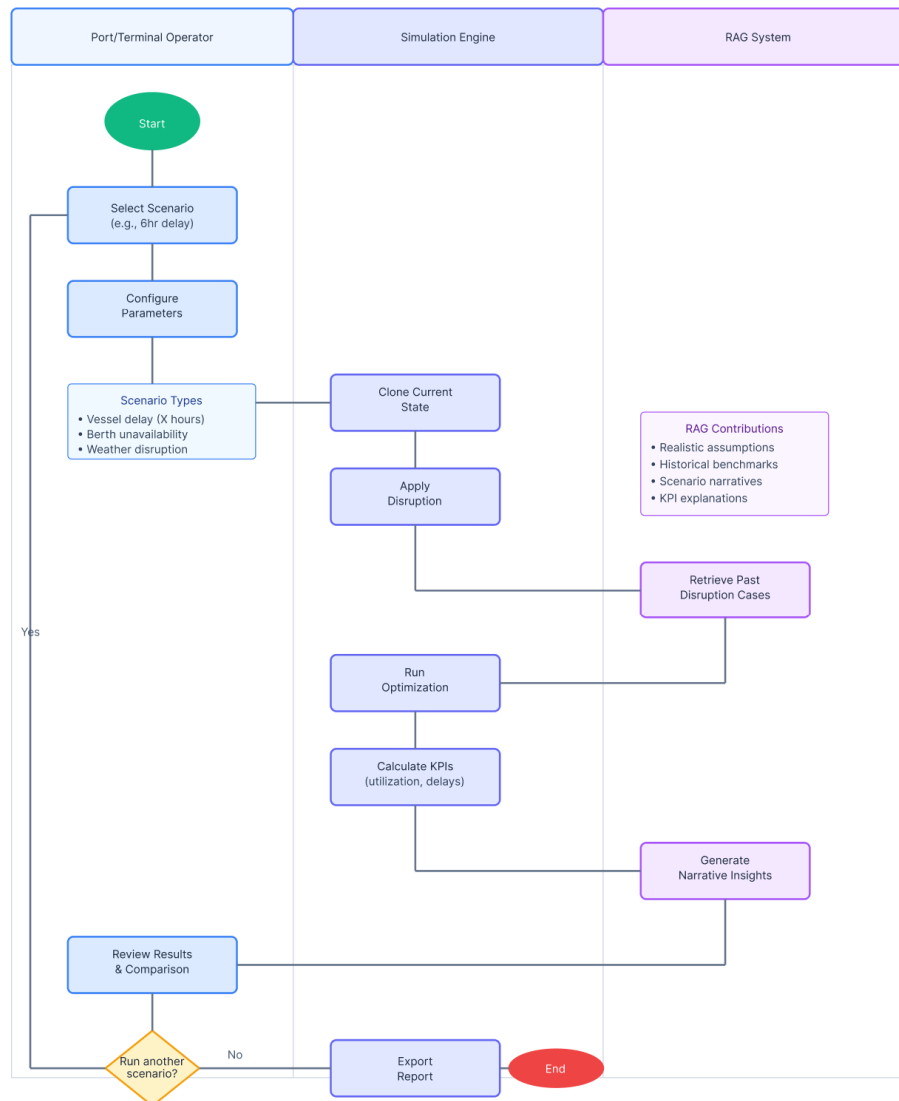 Port/Terminal Operator
Simulation Engine
RAG System
Start
Select Scenario
(e.g., 6hr delay)
Configure
Parameters
Scenario Types
• Vessel delay (X hours)
• Berth unavailability
• Weather disruption
Clone Current
State
RAG Contributions
• Realistic assumptions
• Historical benchmarks
• Scenario narratives
• KPI explanations
Apply
Disruption
Retrieve Past
Disruption Cases
Yes
Run
Optimization
Calculate KPIs
(utilization, delays)
Generate
Narrative Insights
Review Results
& Comparison
Run another
scenario?
No
Export
Report
End